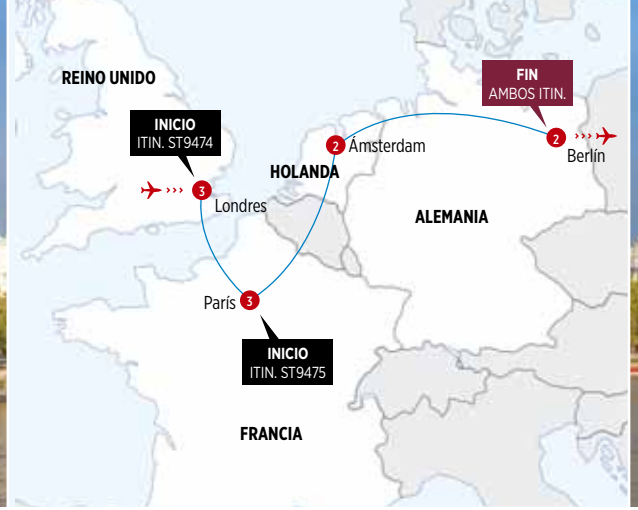 REINO UNIDO
INICIO
ITIN. ST9474
FIN
AMBOS ITIN.
2
Ámsterdam
2
Berlín
HOLANDA
3
Londres
ALEMANIA
París
3
INICIO
ITIN. ST9475
FRANCIA